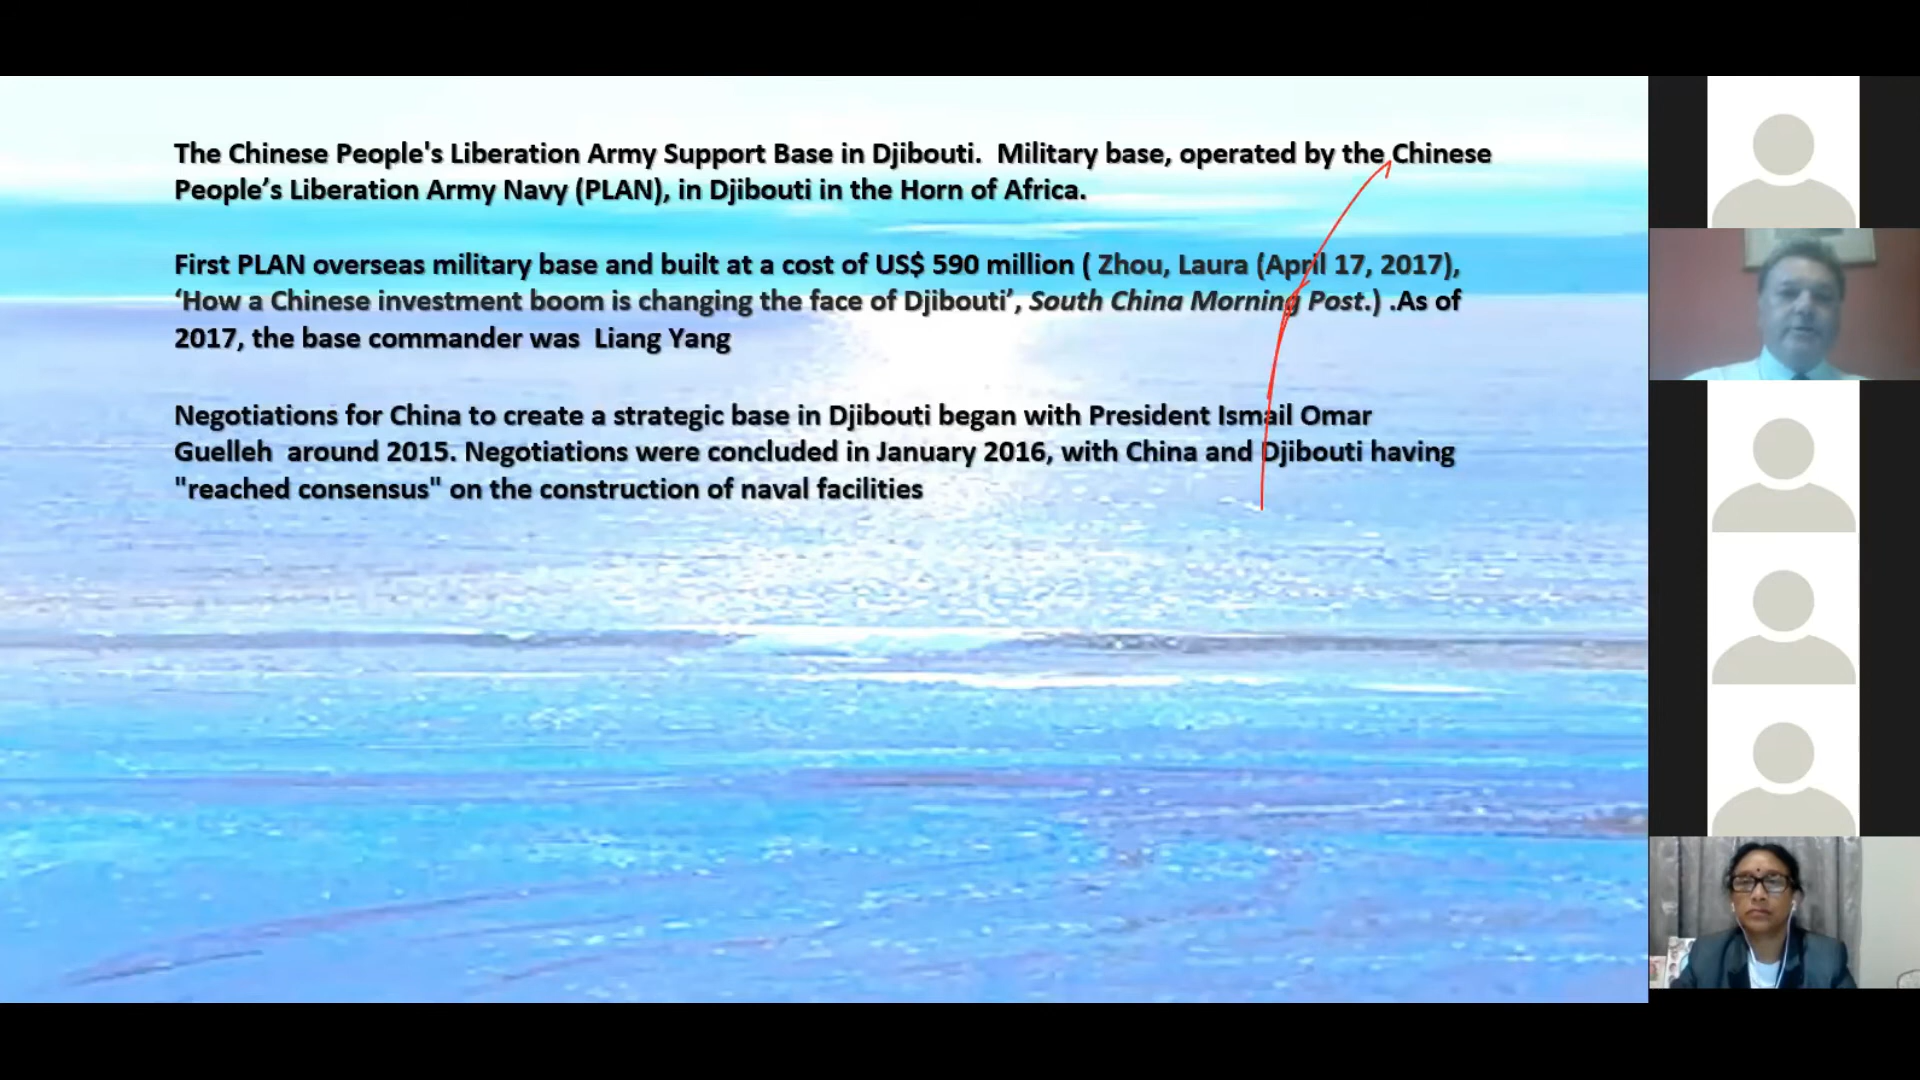 The Chinese People's Liberation Army Support Base in Djibouti.  Military base, operated by the Chinese
People’s Liberation Army Navy (PLAN), in Djibouti in the Horn of Africa.
First PLAN overseas military base and built at a cost of US$ 590 million ( Zhou, Laura (April 17, 2017),
‘How a Chinese investment boom is changing the face of Djibouti’, South China Morning Post.) .As of
2017, the base commander was  Liang Yang
Negotiations for China to create a strategic base in Djibouti began with President Ismail Omar
Guelleh  around 2015. Negotiations were concluded in January 2016, with China and Djibouti having
"reached consensus" on the construction of naval facilities